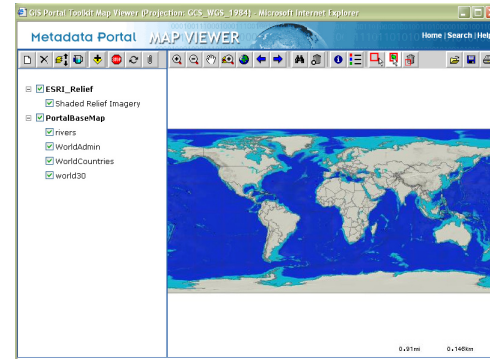 GIS Portal Toolkit Map Viewer (Projection: GCS_WGS_1984) - Microsoft Internet Explorer
Metadata Portal MAP VIEWER Home | Search | Help
ESRI_Relief
Shaded Relief Imagery
PortalBaseMap
rivers
WorldAdmin
WorldCountries
world30
0.91mi 0.146km